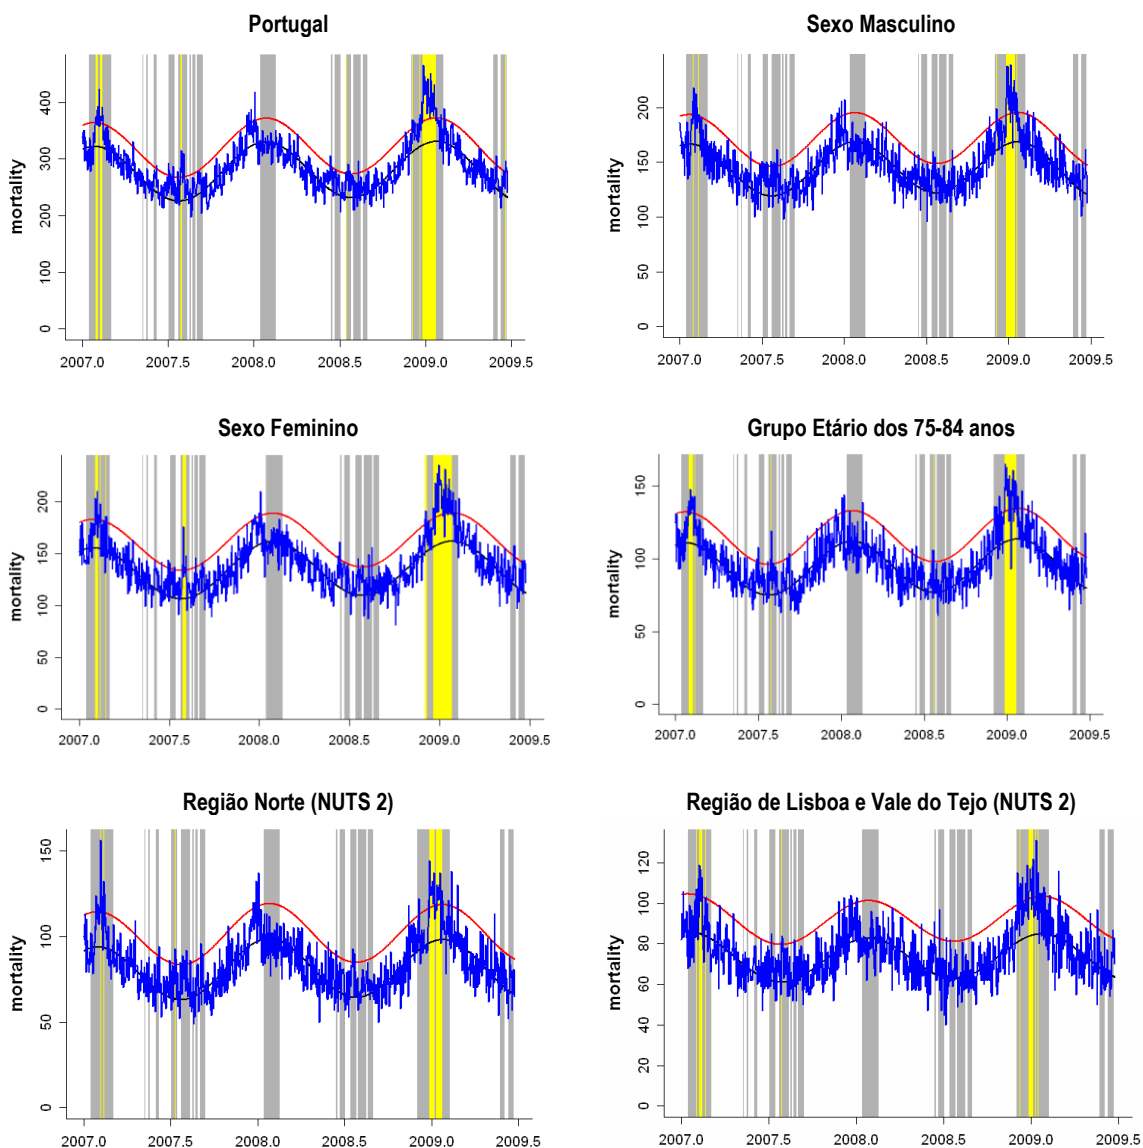 Portugal
mortality
400
300
200
100
0
2007.0 2007.5 2008.0 2008.5 2009.0 2009.5
Sexo Masculino
mortality
200
150
100
50
0
2007.0 2007.5 2008.0 2008.5 2009.0 2009.5
Sexo Feminino
mortality
200
150
100
50
0
2007.0 2007.5 2008.0 2008.5 2009.0 2009.5
Grupo Etário dos 75-84 anos
mortality
150
100
50
0
2007.0 2007.5 2008.0 2008.5 2009.0 2009.5
Região Norte (NUTS 2)
mortality
150
100
50
0
2007.0 2007.5 2008.0 2008.5 2009.0 2009.5
Região de Lisboa e Vale do Tejo (NUTS 2)
mortality
120
100
80
60
40
20
0
2007.0 2007.5 2008.0 2008.5 2009.0 2009.5